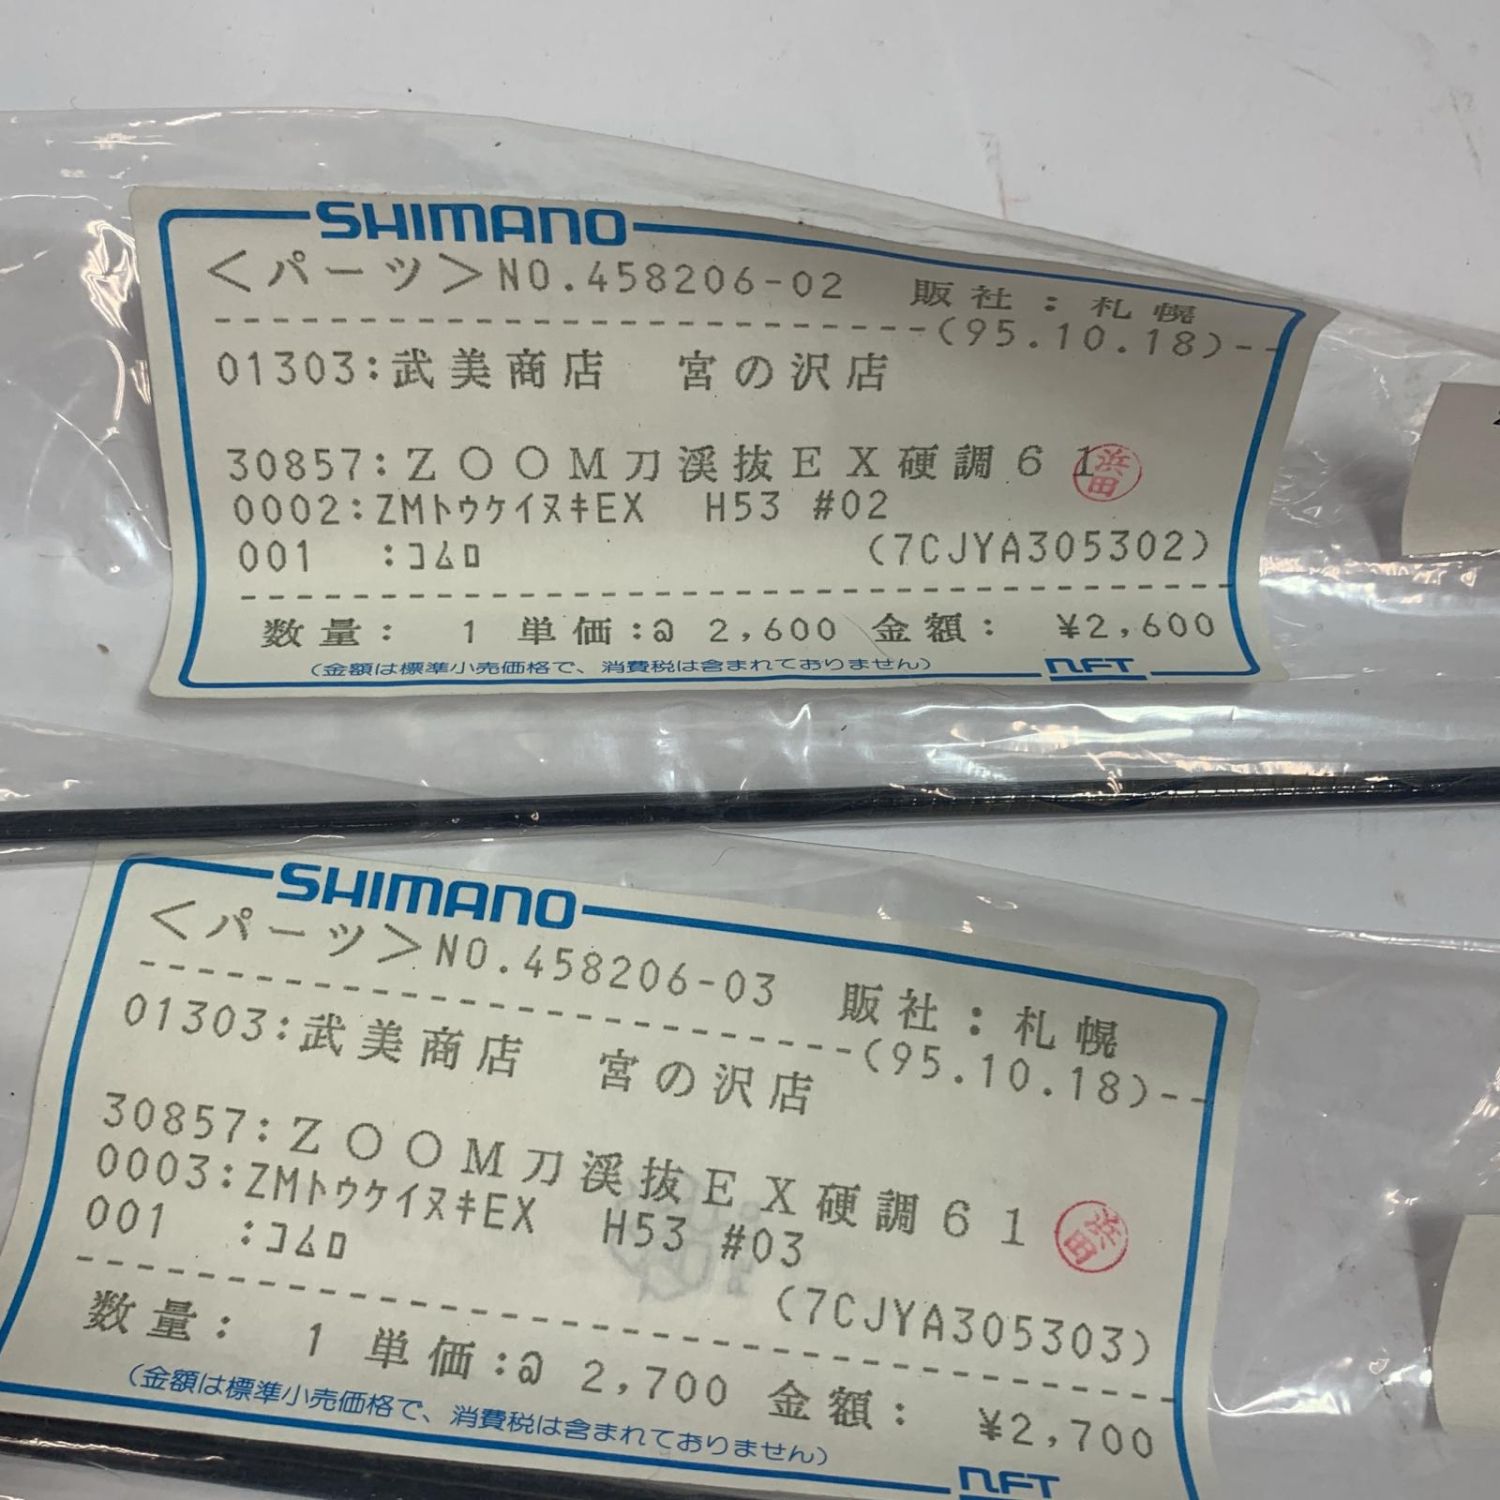 SHIMANO
＜パーツ＞NO.458206-02 販社:札幌
(95.10.18)
01303:武美商店 宮の沢店
30857:ZOOM刀渓抜EX硬調61
浜田
0002:ZMトウケイヌキEX H53 #02
001 :コムロ (7CJYA305302)
数量: 1 単価:@ 2,600 金額: ¥2,600
(金額は標準小売価格で、消費税は含まれておりません)
NFT
SHIMANO
＜パーツ＞NO.458206-03 販社:札幌
(95.10.18)
01303:武美商店 宮の沢店
30857:ZOOM刀渓抜EX硬調61
浜田
0003:ZMトウケイヌキEX H53 #03
001 :コムロ (7CJYA305303)
数量: 1 単価:@ 2,700 金額: ¥2,700
(金額は標準小売価格で、消費税は含まれておりません)
NFT